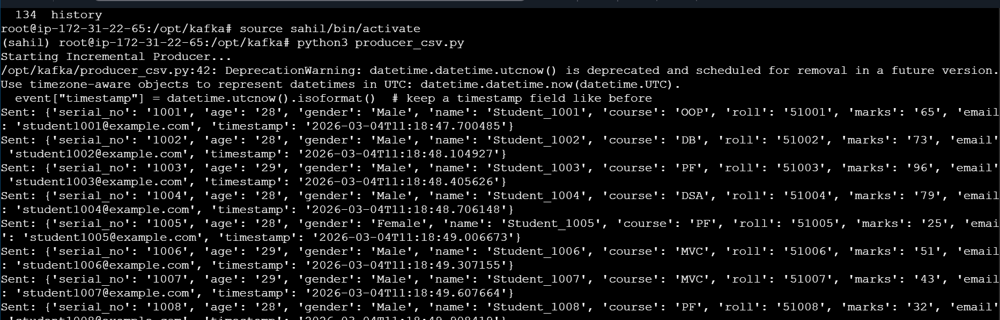 134  history
root@ip-172-31-22-65:/opt/kafka# source sahil/bin/activate
(sahil) root@ip-172-31-22-65:/opt/kafka# python3 producer_csv.py
Starting Incremental Producer...
/opt/kafka/producer_csv.py:42: DeprecationWarning: datetime.datetime.utcnow() is deprecated and scheduled for removal in a future version.
Use timezone-aware objects to represent datetimes in UTC: datetime.datetime.now(datetime.UTC).
  event["timestamp"] = datetime.utcnow().isoformat()  # keep a timestamp field like before
Sent: {'serial_no': '1001', 'age': '28', 'gender': 'Male', 'name': 'Student_1001', 'course': 'OOP', 'roll': '51001', 'marks': '65', 'email
: 'student1001@example.com', 'timestamp': '2026-03-04T11:18:47.700485'}
Sent: {'serial_no': '1002', 'age': '28', 'gender': 'Male', 'name': 'Student_1002', 'course': 'DB', 'roll': '51002', 'marks': '73', 'email'
 'student1002@example.com', 'timestamp': '2026-03-04T11:18:48.104927'}
Sent: {'serial_no': '1003', 'age': '29', 'gender': 'Male', 'name': 'Student_1003', 'course': 'PF', 'roll': '51003', 'marks': '96', 'email'
 'student1003@example.com', 'timestamp': '2026-03-04T11:18:48.405626'}
Sent: {'serial_no': '1004', 'age': '28', 'gender': 'Male', 'name': 'Student_1004', 'course': 'DSA', 'roll': '51004', 'marks': '79', 'email
: 'student1004@example.com', 'timestamp': '2026-03-04T11:18:48.706148'}
Sent: {'serial_no': '1005', 'age': '28', 'gender': 'Female', 'name': 'Student_1005', 'course': 'PF', 'roll': '51005', 'marks': '25', 'emai
': 'student1005@example.com', 'timestamp': '2026-03-04T11:18:49.006673'}
Sent: {'serial_no': '1006', 'age': '29', 'gender': 'Male', 'name': 'Student_1006', 'course': 'MVC', 'roll': '51006', 'marks': '51', 'email
: 'student1006@example.com', 'timestamp': '2026-03-04T11:18:49.307155'}
Sent: {'serial_no': '1007', 'age': '29', 'gender': 'Male', 'name': 'Student_1007', 'course': 'MVC', 'roll': '51007', 'marks': '43', 'email
: 'student1007@example.com', 'timestamp': '2026-03-04T11:18:49.607664'}
Sent: {'serial_no': '1008', 'age': '28', 'gender': 'Male', 'name': 'Student_1008', 'course': 'PF', 'roll': '51008', 'marks': '32', 'email'
 'student1008@example.com', 'timestamp': '2026-03-04T11:18:49.908419'}